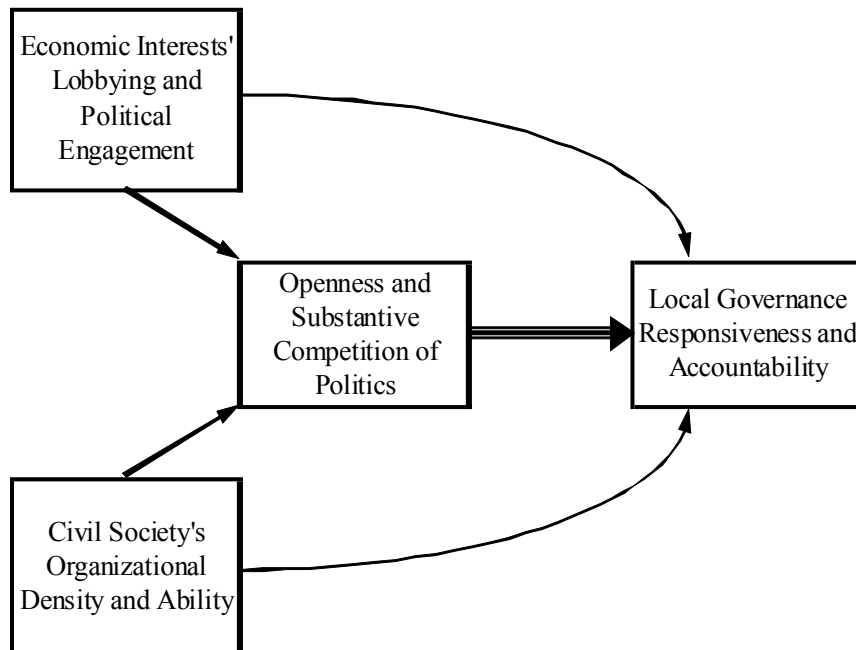 Economic Interests'
Lobbying and
Political
Engagement
Openness and
Substantive
Competition of
Politics
Local Governance
Responsiveness and
Accountability
Civil Society's
Organizational
Density and Ability